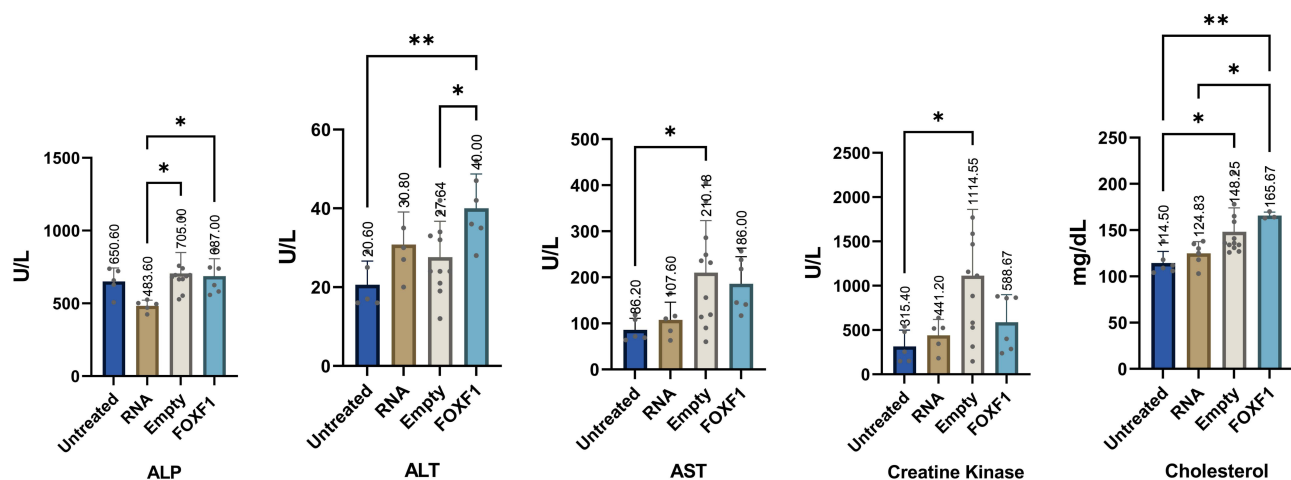 U/L
1500
1000
500
0
650.60
483.60
705.00
687.00
*
*
Untreated
RNA
Empty
FOXF1
ALP
U/L
60
40
20
0
20.60
30.80
27.64
40.00
**
*
Untreated
RNA
Empty
FOXF1
ALT
U/L
500
400
300
200
100
0
86.20
107.60
210.18
186.00
*
Untreated
RNA
Empty
FOXF1
AST
U/L
2500
2000
1500
1000
500
0
315.40
441.20
1114.55
588.67
*
Untreated
RNA
Empty
FOXF1
Creatine Kinase
mg/dL
250
200
150
100
50
0
114.50
124.83
148.25
165.67
**
*
*
Untreated
RNA
Empty
FOXF1
Cholesterol